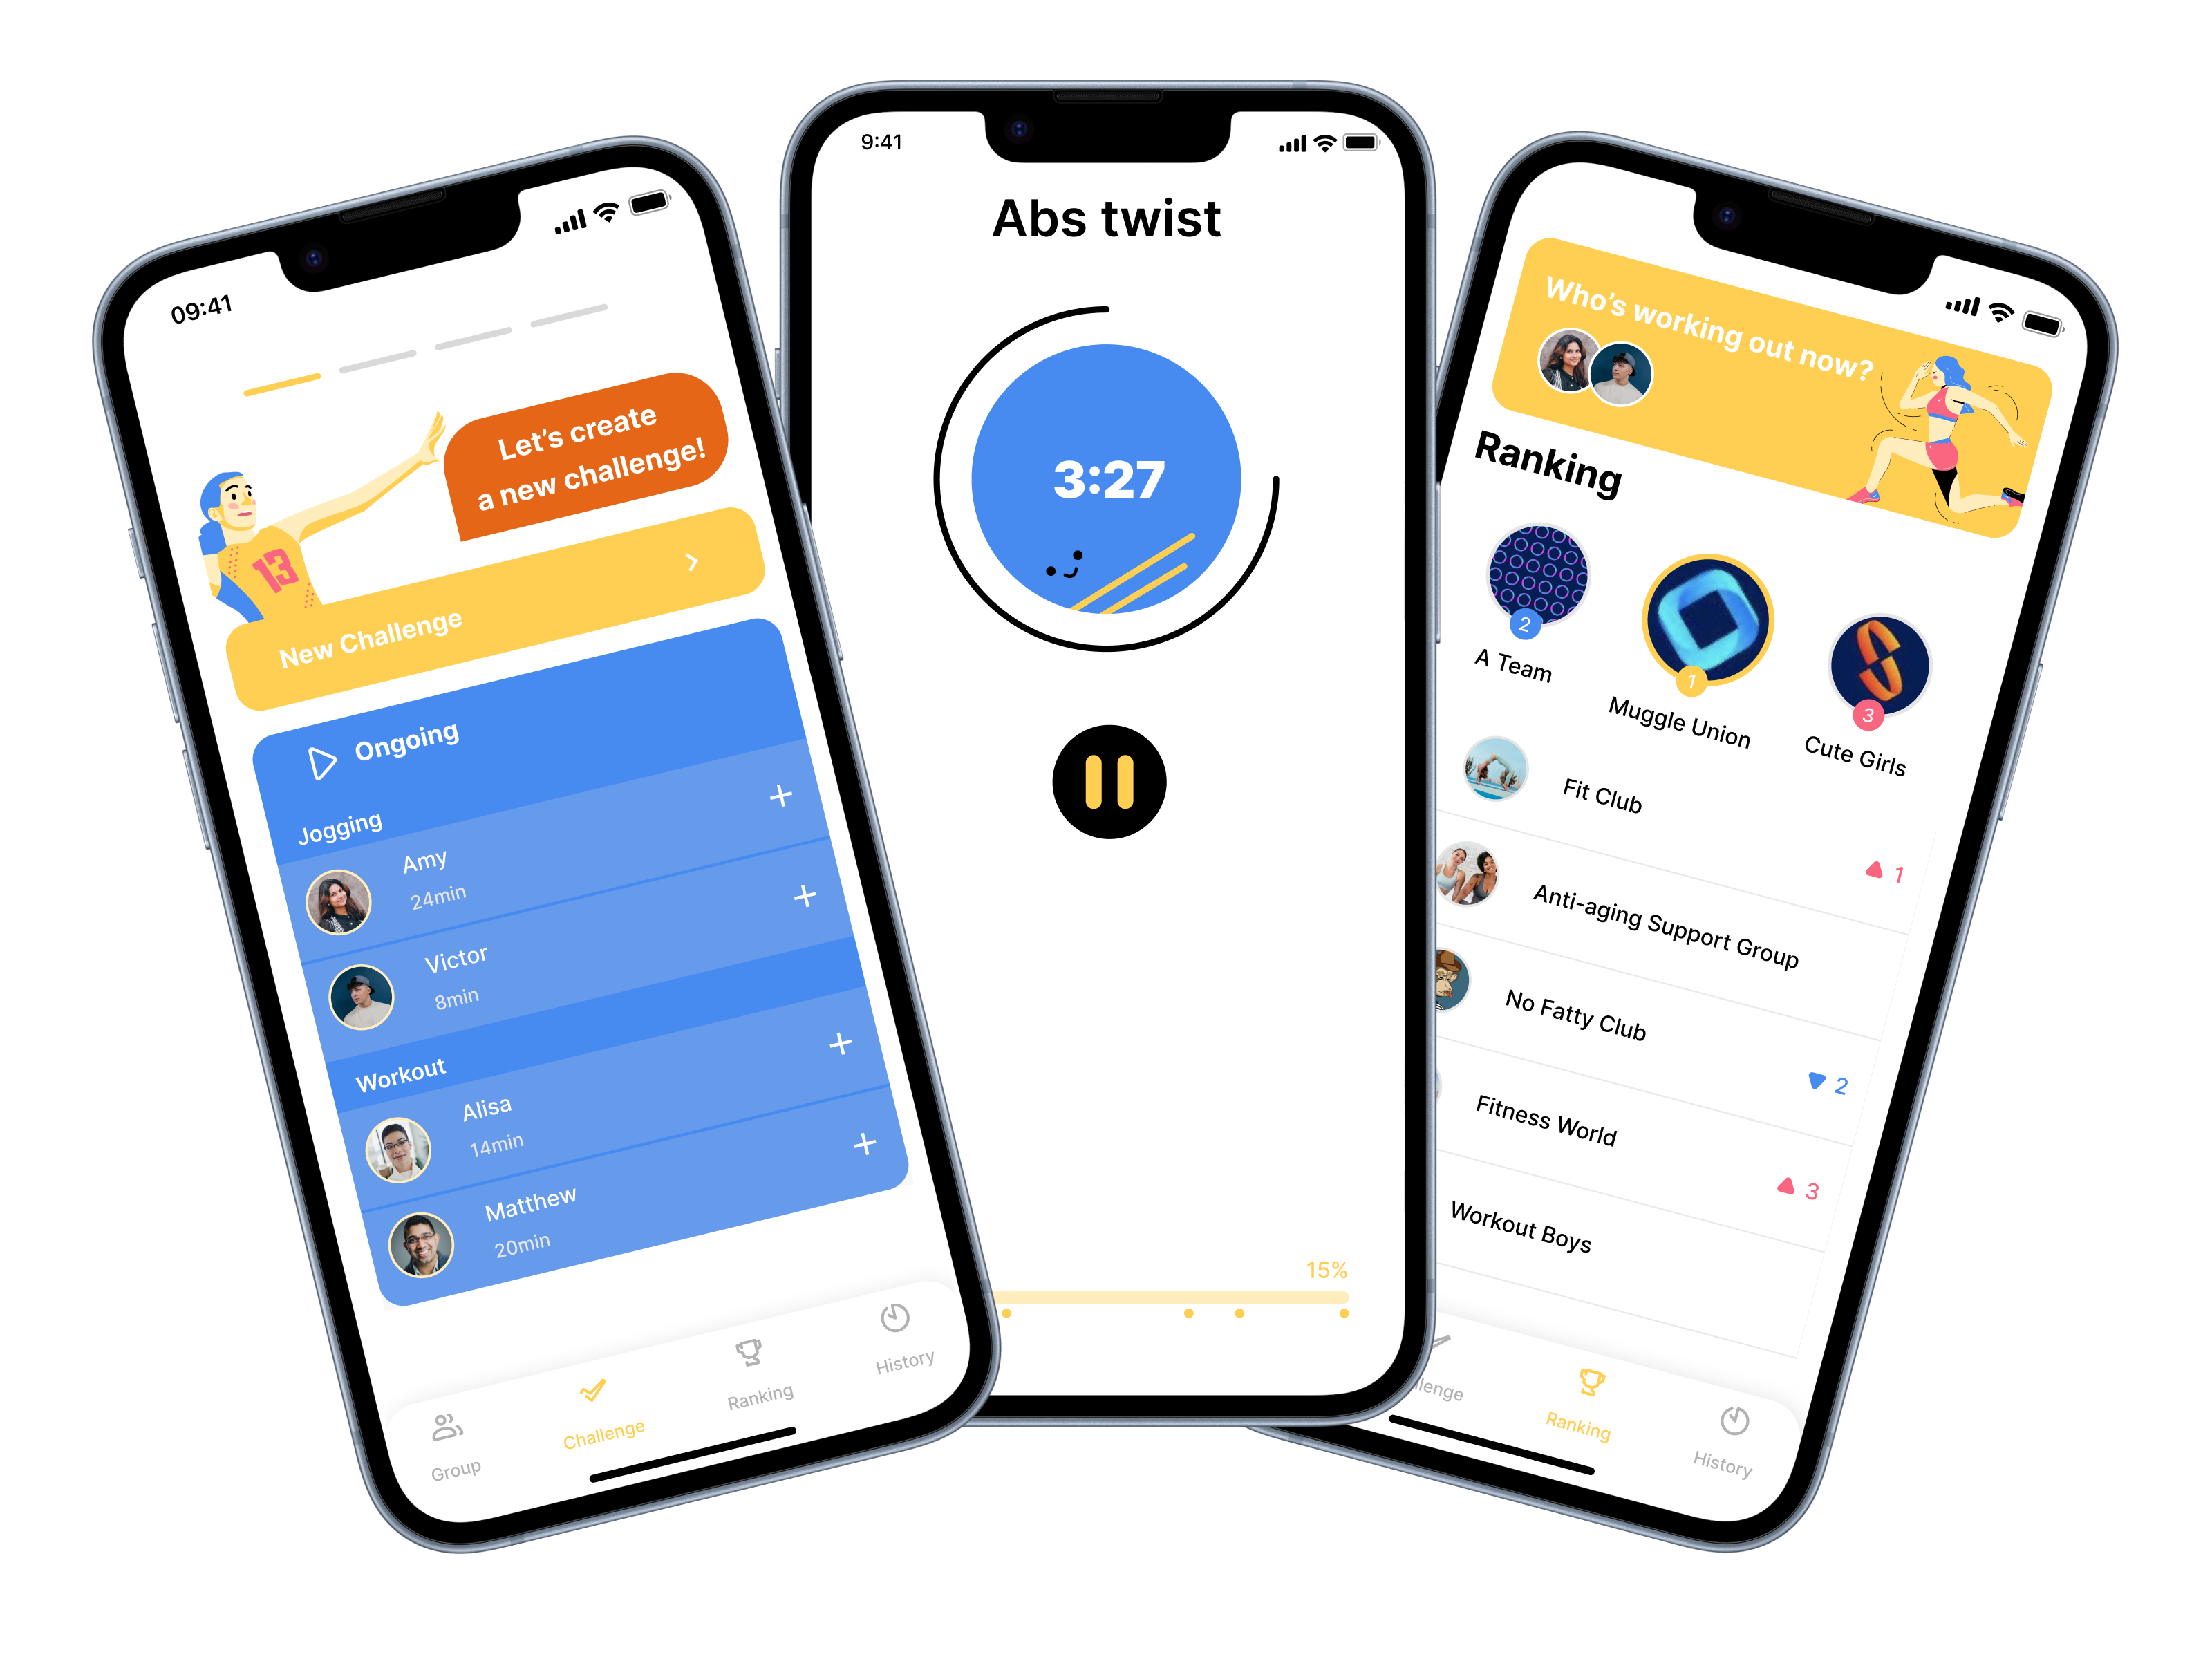 09:41
Let's create
a new challenge!
13
New Challenge
Ongoing
Jogging
Amy
24min
Victor
8min
Workout
Alisa
14min
Matthew
20min
Group
Challenge
Ranking
History
9:41
Abs twist
3:27
15%
Who's working out now?
Ranking
2
A Team
1
Muggle Union
3
Cute Girls
Fit Club
1
Anti-aging Support Group
No Fatty Club
2
Fitness World
3
Workout Boys
llenge
Ranking
History